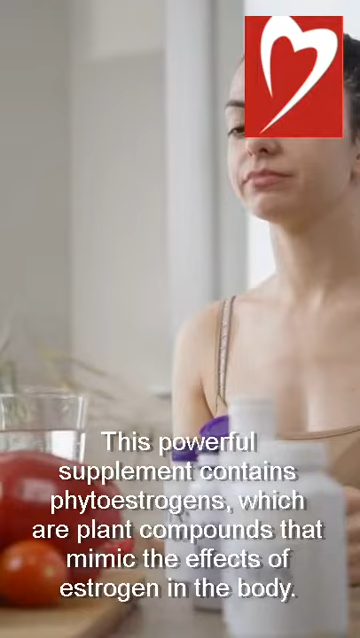 This powerful
supplement contains
phytoestrogens, which
are plant compounds that
mimic the effects of
estrogen in the body.